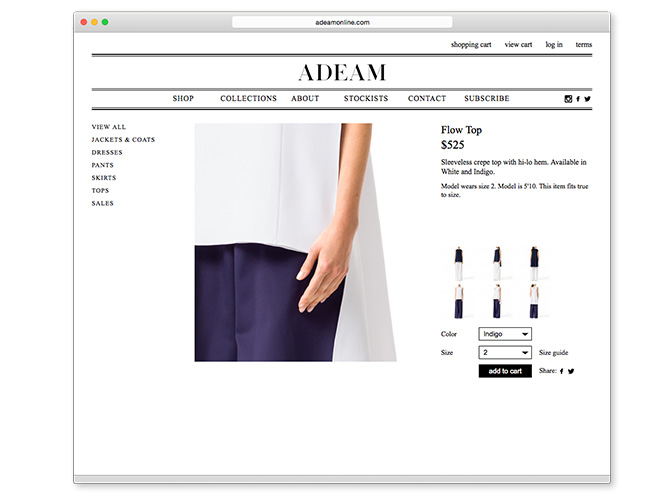 adeamonline.com
shopping cart view cart log in terms
ADEAM
SHOP COLLECTIONS ABOUT STOCKISTS CONTACT SUBSCRIBE
VIEW ALL
JACKETS & COATS
DRESSES
PANTS
SKIRTS
TOPS
SALES
Flow Top
$525
Sleeveless crepe top with hi-lo hem. Available in
White and Indigo.
Model wears size 2. Model is 5'10. This item fits true
to size.
Color Indigo
Size 2 Size guide
add to cart Share: